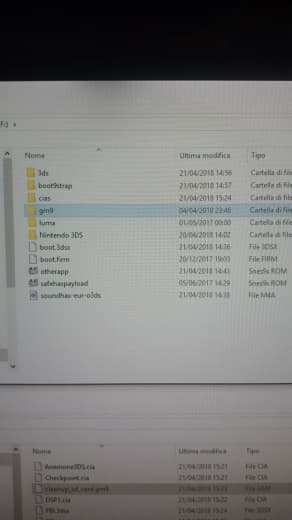 Nome Ultima modifica Tipo
3ds 21/04/2018 14:56 Cartella di file
boot9strap 21/04/2018 14:57 Cartella di file
cias 23/04/2018 15:24 Cartella di file
gm9 04/04/2018 23:46 Cartella di file
luma 01/05/2017 00:00 Cartella di file
Nintendo 3DS 20/04/2018 14:02 Cartella di file
boot.3dsx 21/04/2018 14:36 File 3DSX
boot.firm 20/12/2017 19:03 File FIRM
otherapp 21/04/2018 14:43 Snes9x ROM
safehaxpayload 05/06/2017 14:29 Snes9x ROM
soundhax-eur-o3ds 21/04/2018 14:38 File M4A
Nome Ultima modifica Tipo
Anemone3DS.cia 21/04/2018 15:21 File CIA
Checkpoint.cia 21/04/2018 15:21 File CIA
cleanup_sd_card.gm9
DSP1.cia 21/04/2018 15:22 File CIA
FBI.3dsx 21/04/2018 15:24 File 3DSX